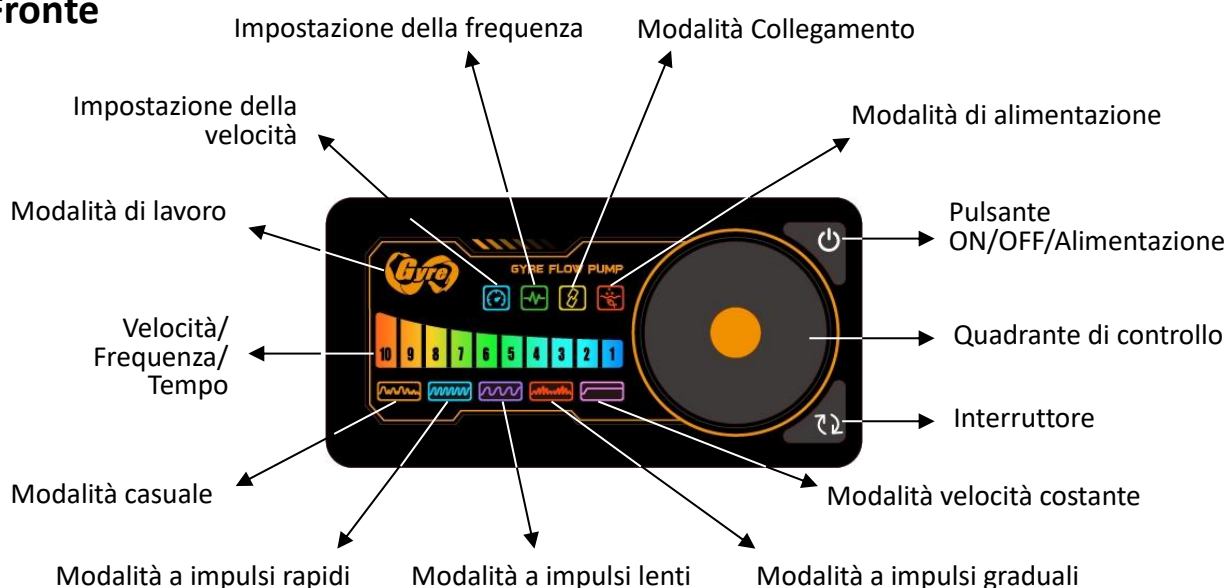 Fronte
Impostazione della frequenza
Modalità Collegamento
Impostazione della
velocità
Modalità di alimentazione
Modalità di lavoro
Pulsante
ON/OFF/Alimentazione
Gyre
GYRE FLOW PUMP
Velocità/
Frequenza/
Tempo
10 9 8 7 6 5 4 3 2 1
Quadrante di controllo
Interruttore
Modalità casuale
Modalità velocità costante
Modalità a impulsi rapidi
Modalità a impulsi lenti
Modalità a impulsi graduali